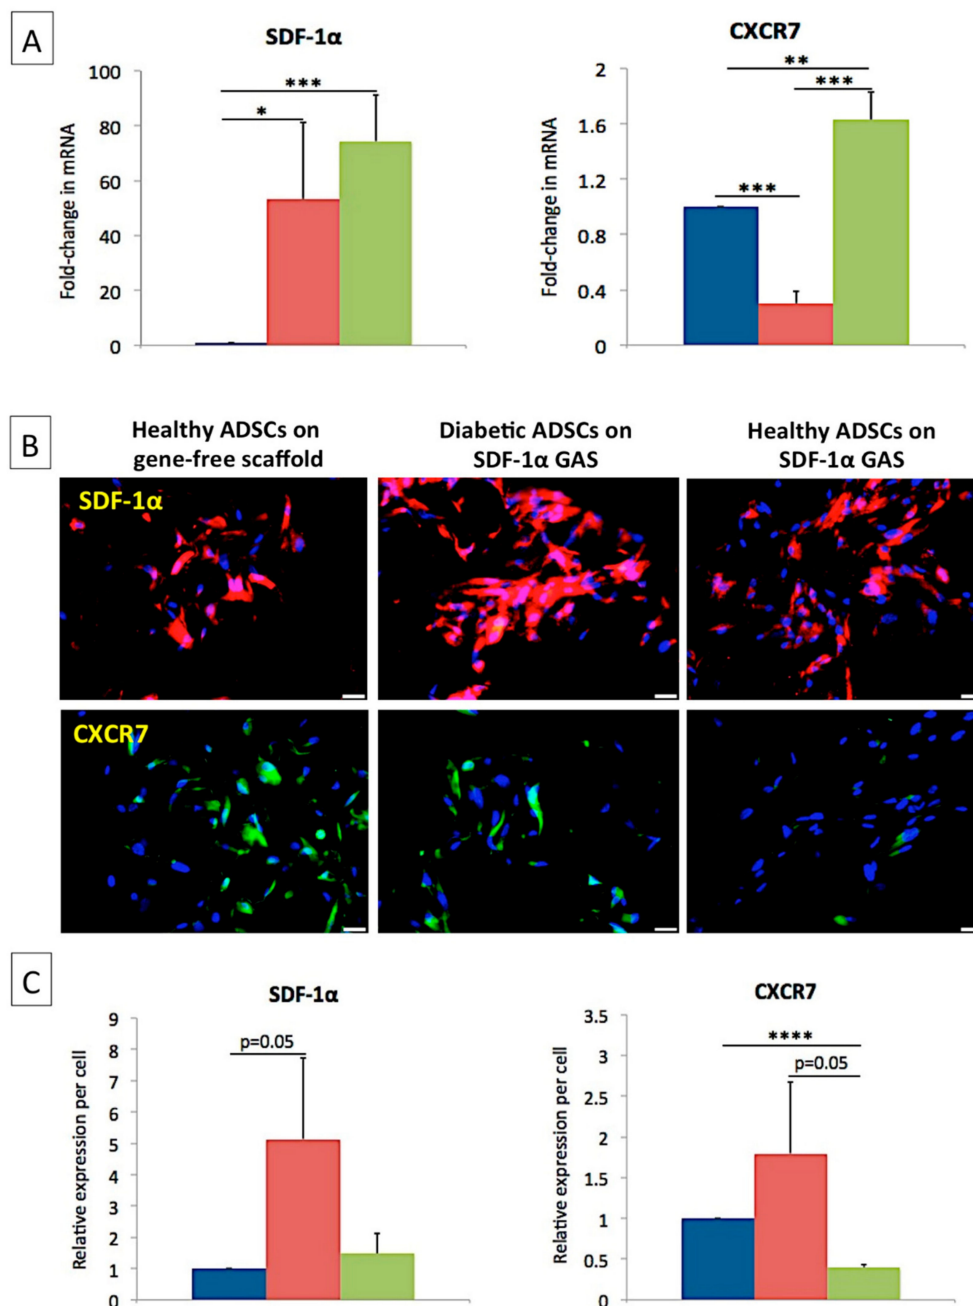 A
SDF-1α
Fold-change in mRNA
100
80
60
40
20
0
***
*
CXCR7
Fold-change in mRNA
2
1.6
1.2
0.8
0.4
0
**
***
***
B
Healthy ADSCs on
gene-free scaffold
Diabetic ADSCs on
SDF-1α GAS
Healthy ADSCs on
SDF-1α GAS
SDF-1α
CXCR7
C
SDF-1α
Relative expression per cell
9
8
7
6
5
4
3
2
1
0
p=0.05
CXCR7
Relative expression per cell
3.5
3
2.5
2
1.5
1
0.5
0
****
p=0.05